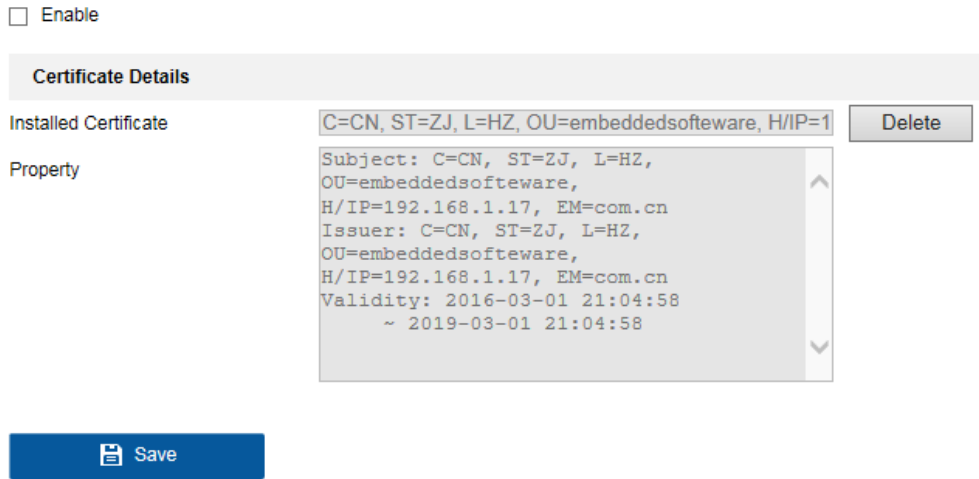 Enable
Certificate Details
Installed Certificate
C=CN, ST=ZJ, L=HZ, OU=embeddedsofteware, H/IP=1
Delete
Property
Subject: C=CN, ST=ZJ, L=HZ,
OU=embeddedsofteware,
H/IP=192.168.1.17, EM=com.cn
Issuer: C=CN, ST=ZJ, L=HZ,
OU=embeddedsofteware,
H/IP=192.168.1.17, EM=com.cn
Validity: 2016-03-01 21:04:58
~ 2019-03-01 21:04:58
Save